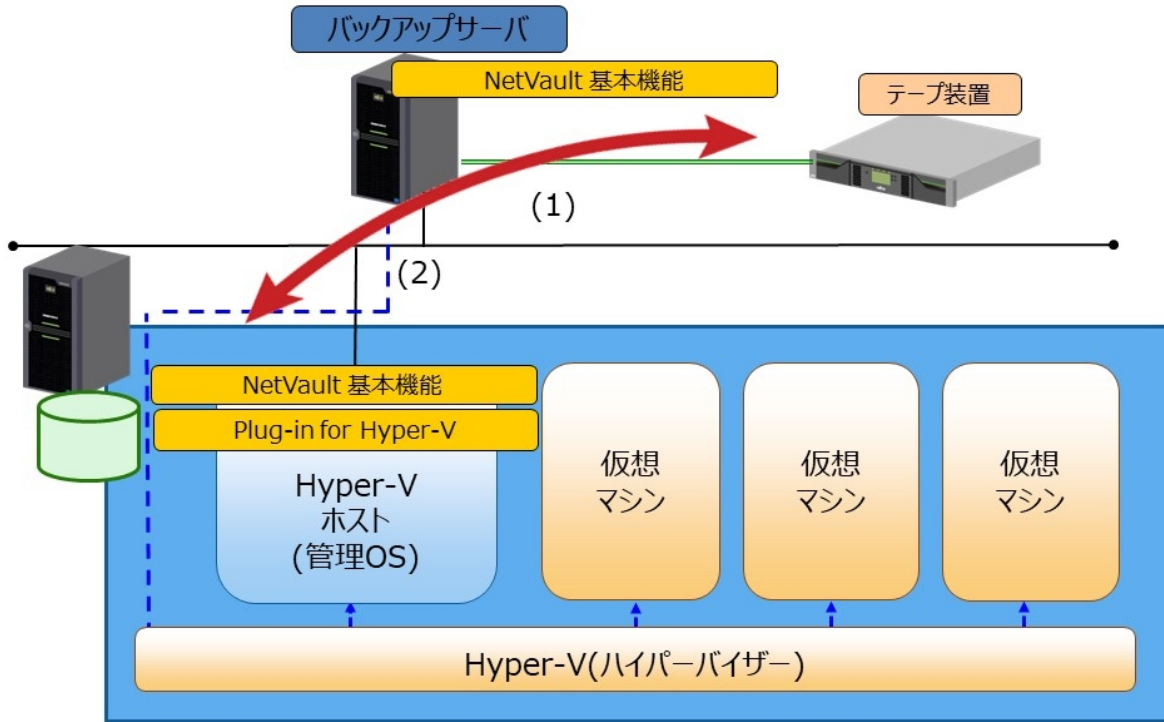 バックアップサーバ
NetVault 基本機能
テープ装置
(1)
(2)
NetVault 基本機能
Plug-in for Hyper-V
Hyper-V
ホスト
(管理OS)
仮想
マシン
仮想
マシン
仮想
マシン
Hyper-V(ハイパーバイザー)